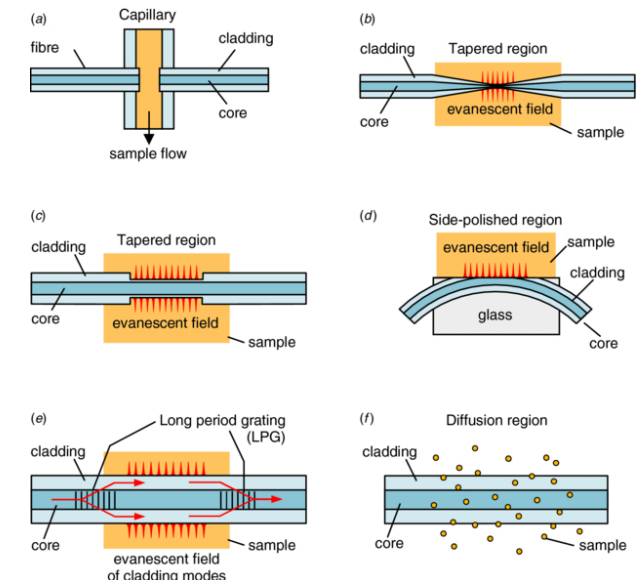 (a)
Capillary
fibre
cladding
core
sample flow
(b)
cladding
Tapered region
core
evanescent field
sample
(c)
cladding
Tapered region
core
evanescent field
sample
(d)
Side-polished region
evanescent field
sample
cladding
glass
core
(e)
Long period grating
(LPG)
cladding
core
sample
evanescent field
of cladding modes
(f)
Diffusion region
cladding
core
sample